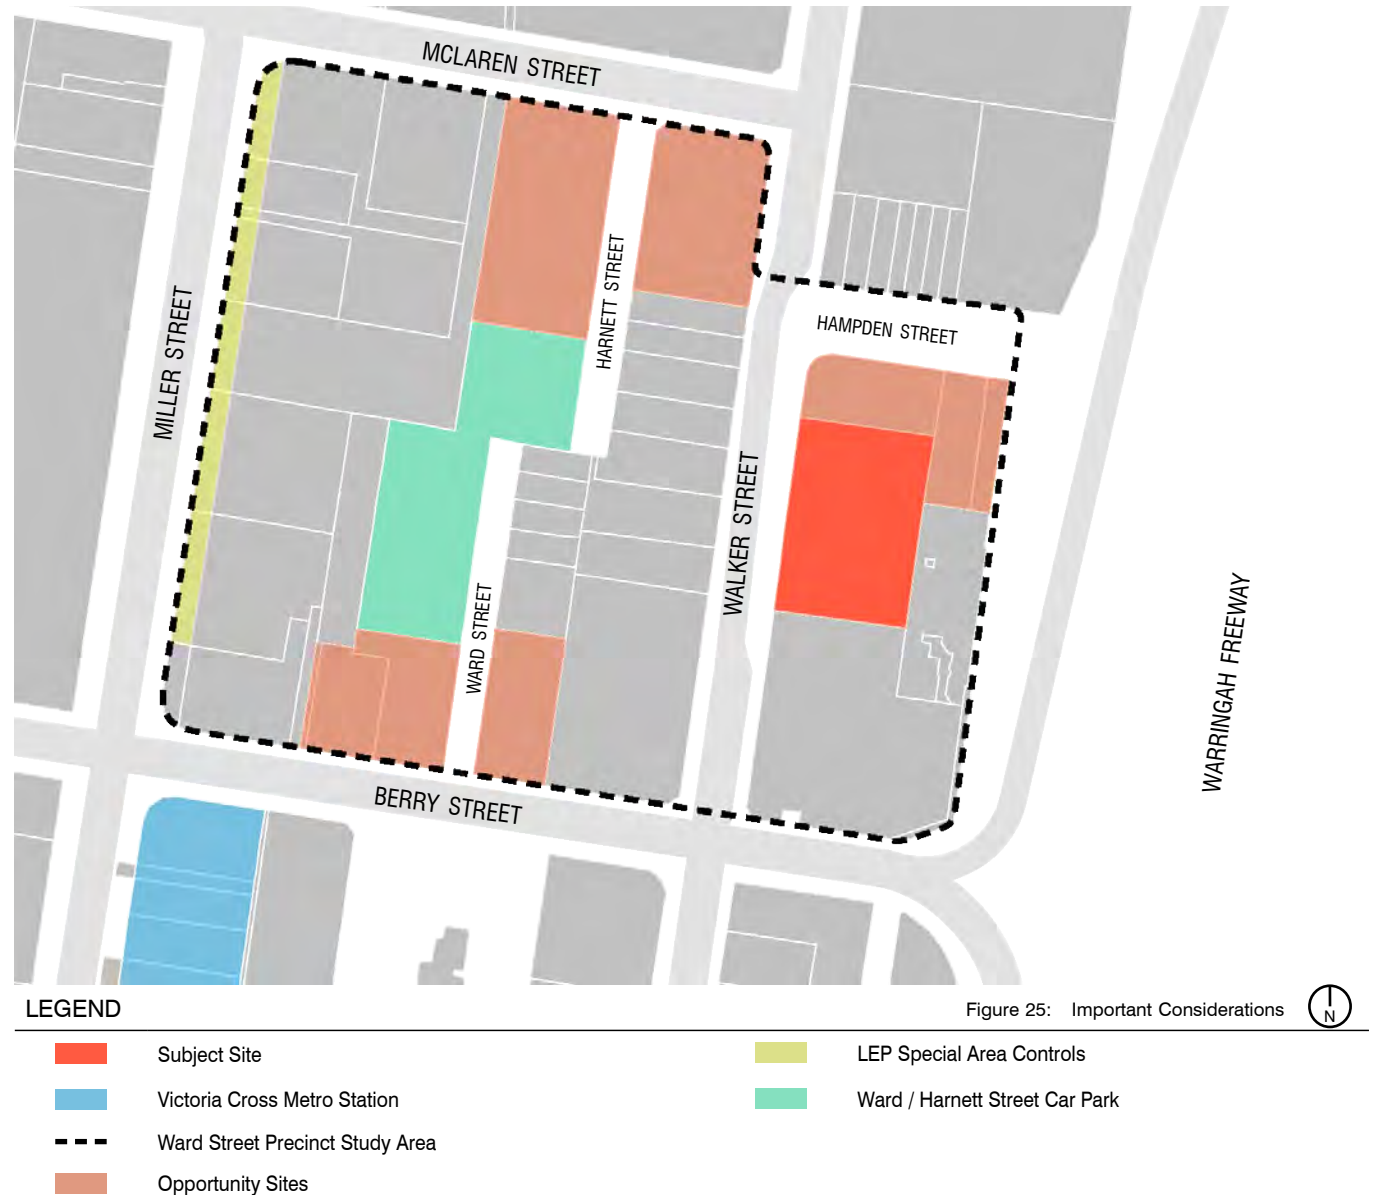 MCLAREN STREET
HARNETT STREET
HAMPDEN STREET
MILLER STREET
WALKER STREET
WARD STREET
WARRINGAH FREEWAY
BERRY STREET
LEGEND
Figure 25: Important Considerations
N
Subject Site
LEP Special Area Controls
Victoria Cross Metro Station
Ward / Harnett Street Car Park
Ward Street Precinct Study Area
Opportunity Sites